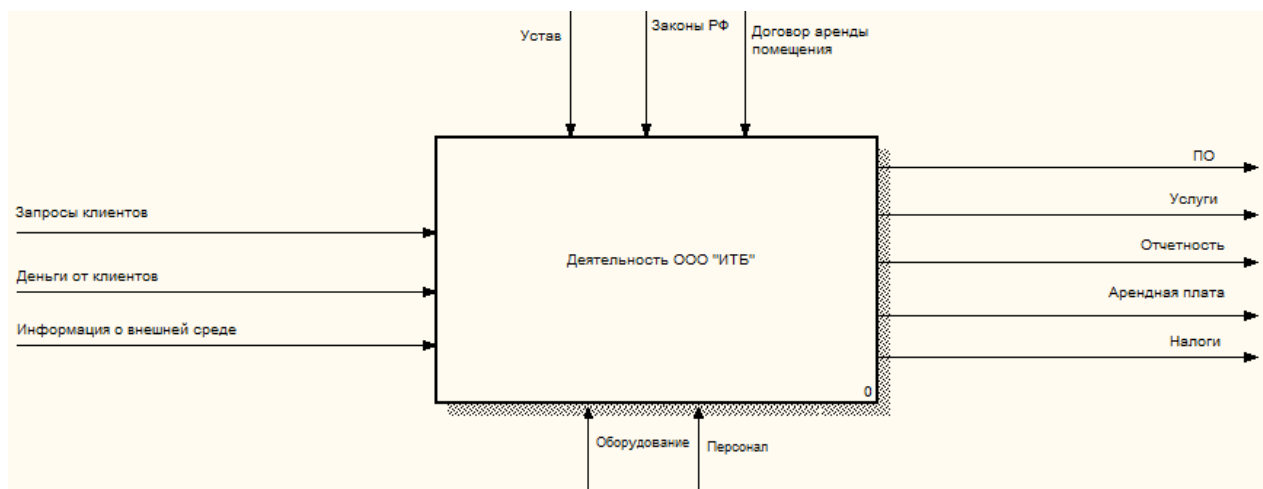 Устав
Законы РФ
Договор аренды
помещения
ПО
Услуги
Запросы клиентов
Отчетность
Деятельность ООО "ИТБ"
Деньги от клиентов
Арендная плата
Информация о внешней среде
Налоги
0
Оборудование
Персонал